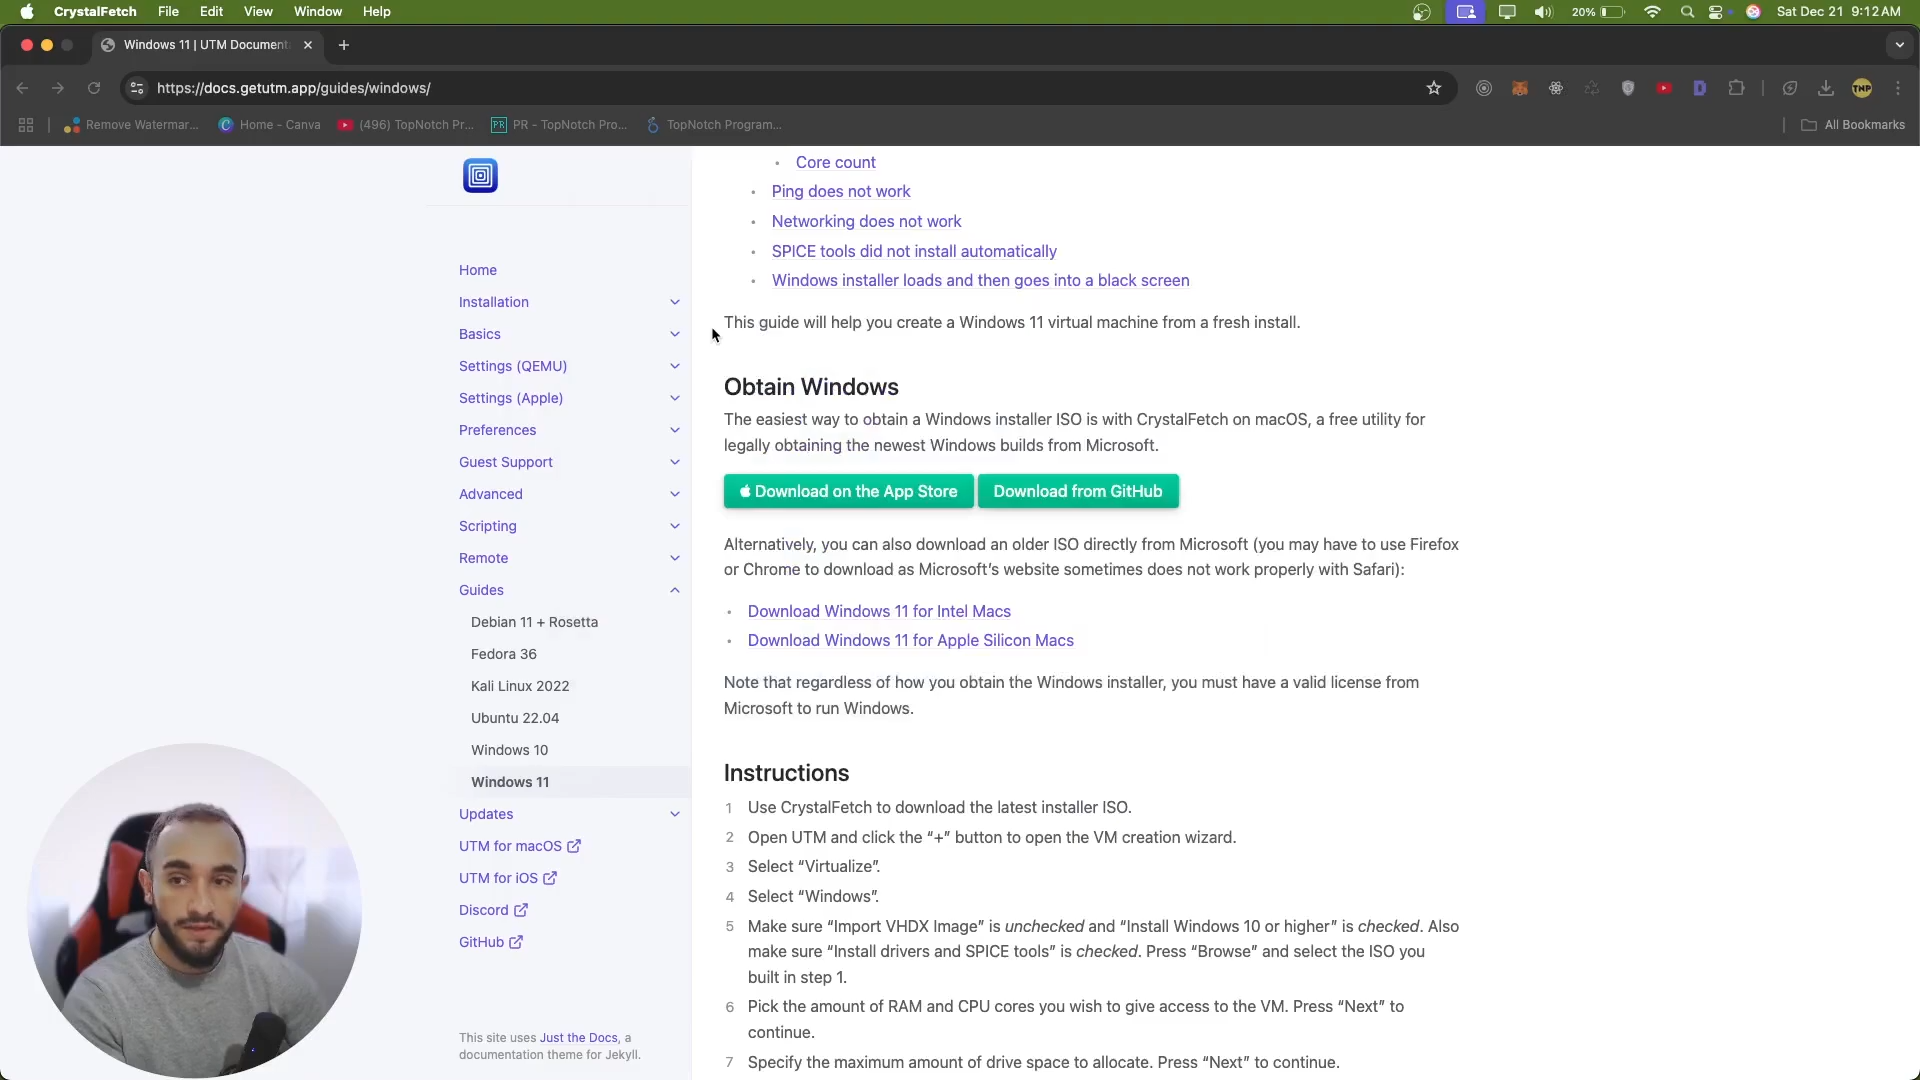 CrystalFetch File Edit View Window Help 20% Sat Dec 21 9:12 AM
Windows 11 | UTM Document
https://docs.getutm.app/guides/windows/
Remove Watermar... Home - Canva (496) TopNotch Pr... PR - TopNotch Pro... TopNotch Program... All Bookmarks
Home
Installation
Basics
Settings (QEMU)
Settings (Apple)
Preferences
Guest Support
Advanced
Scripting
Remote
Guides
Debian 11 + Rosetta
Fedora 36
Kali Linux 2022
Ubuntu 22.04
Windows 10
Windows 11
Updates
UTM for macOS
UTM for iOS
Discord
GitHub
This site uses Just the Docs, a
documentation theme for Jekyll.
Core count
Ping does not work
Networking does not work
SPICE tools did not install automatically
Windows installer loads and then goes into a black screen
This guide will help you create a Windows 11 virtual machine from a fresh install.
Obtain Windows
The easiest way to obtain a Windows installer ISO is with CrystalFetch on macOS, a free utility for
legally obtaining the newest Windows builds from Microsoft.
Download on the App Store Download from GitHub
Alternatively, you can also download an older ISO directly from Microsoft (you may have to use Firefox
or Chrome to download as Microsoft's website sometimes does not work properly with Safari):
Download Windows 11 for Intel Macs
Download Windows 11 for Apple Silicon Macs
Note that regardless of how you obtain the Windows installer, you must have a valid license from
Microsoft to run Windows.
Instructions
1 Use CrystalFetch to download the latest installer ISO.
2 Open UTM and click the “+” button to open the VM creation wizard.
3 Select “Virtualize”.
4 Select “Windows”.
5 Make sure “Import VHDX Image” is unchecked and “Install Windows 10 or higher” is checked. Also
make sure “Install drivers and SPICE tools” is checked. Press “Browse” and select the ISO you
built in step 1.
6 Pick the amount of RAM and CPU cores you wish to give access to the VM. Press “Next” to
continue.
7 Specify the maximum amount of drive space to allocate. Press “Next” to continue.